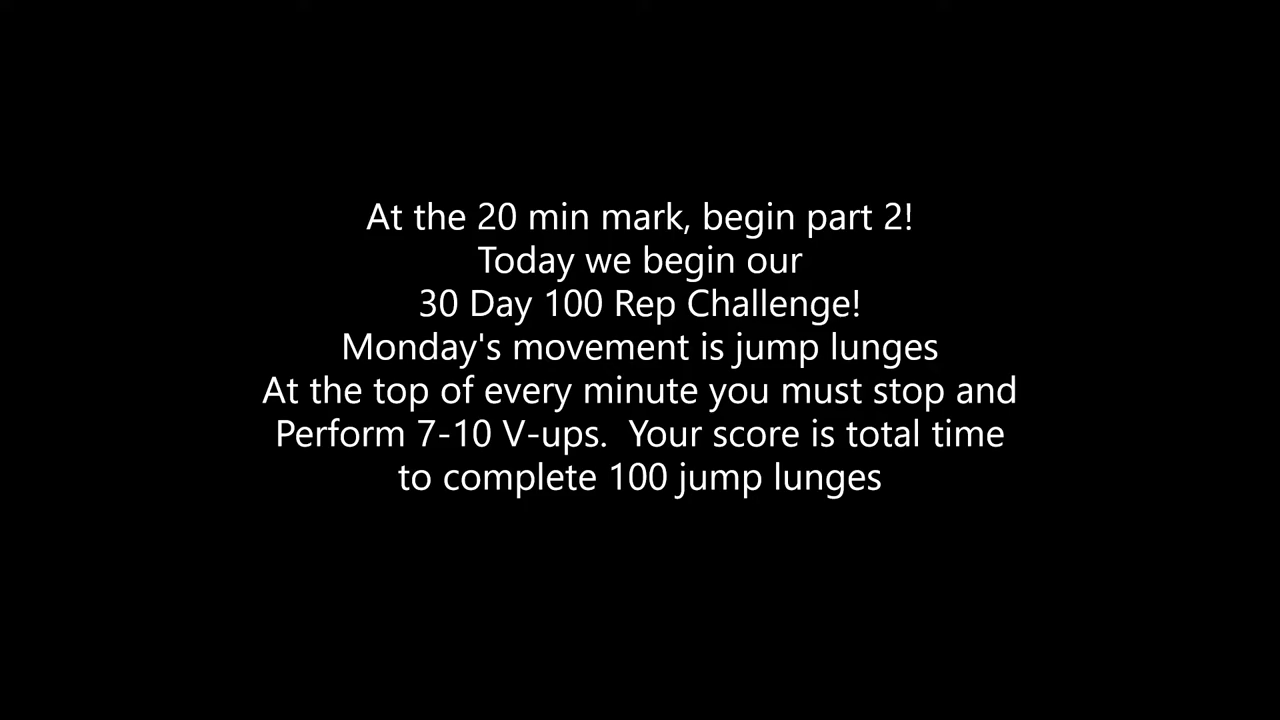 At the 20 min mark, begin part 2!
Today we begin our
30 Day 100 Rep Challenge!
Monday's movement is jump lunges
At the top of every minute you must stop and
Perform 7-10 V-ups.  Your score is total time
to complete 100 jump lunges